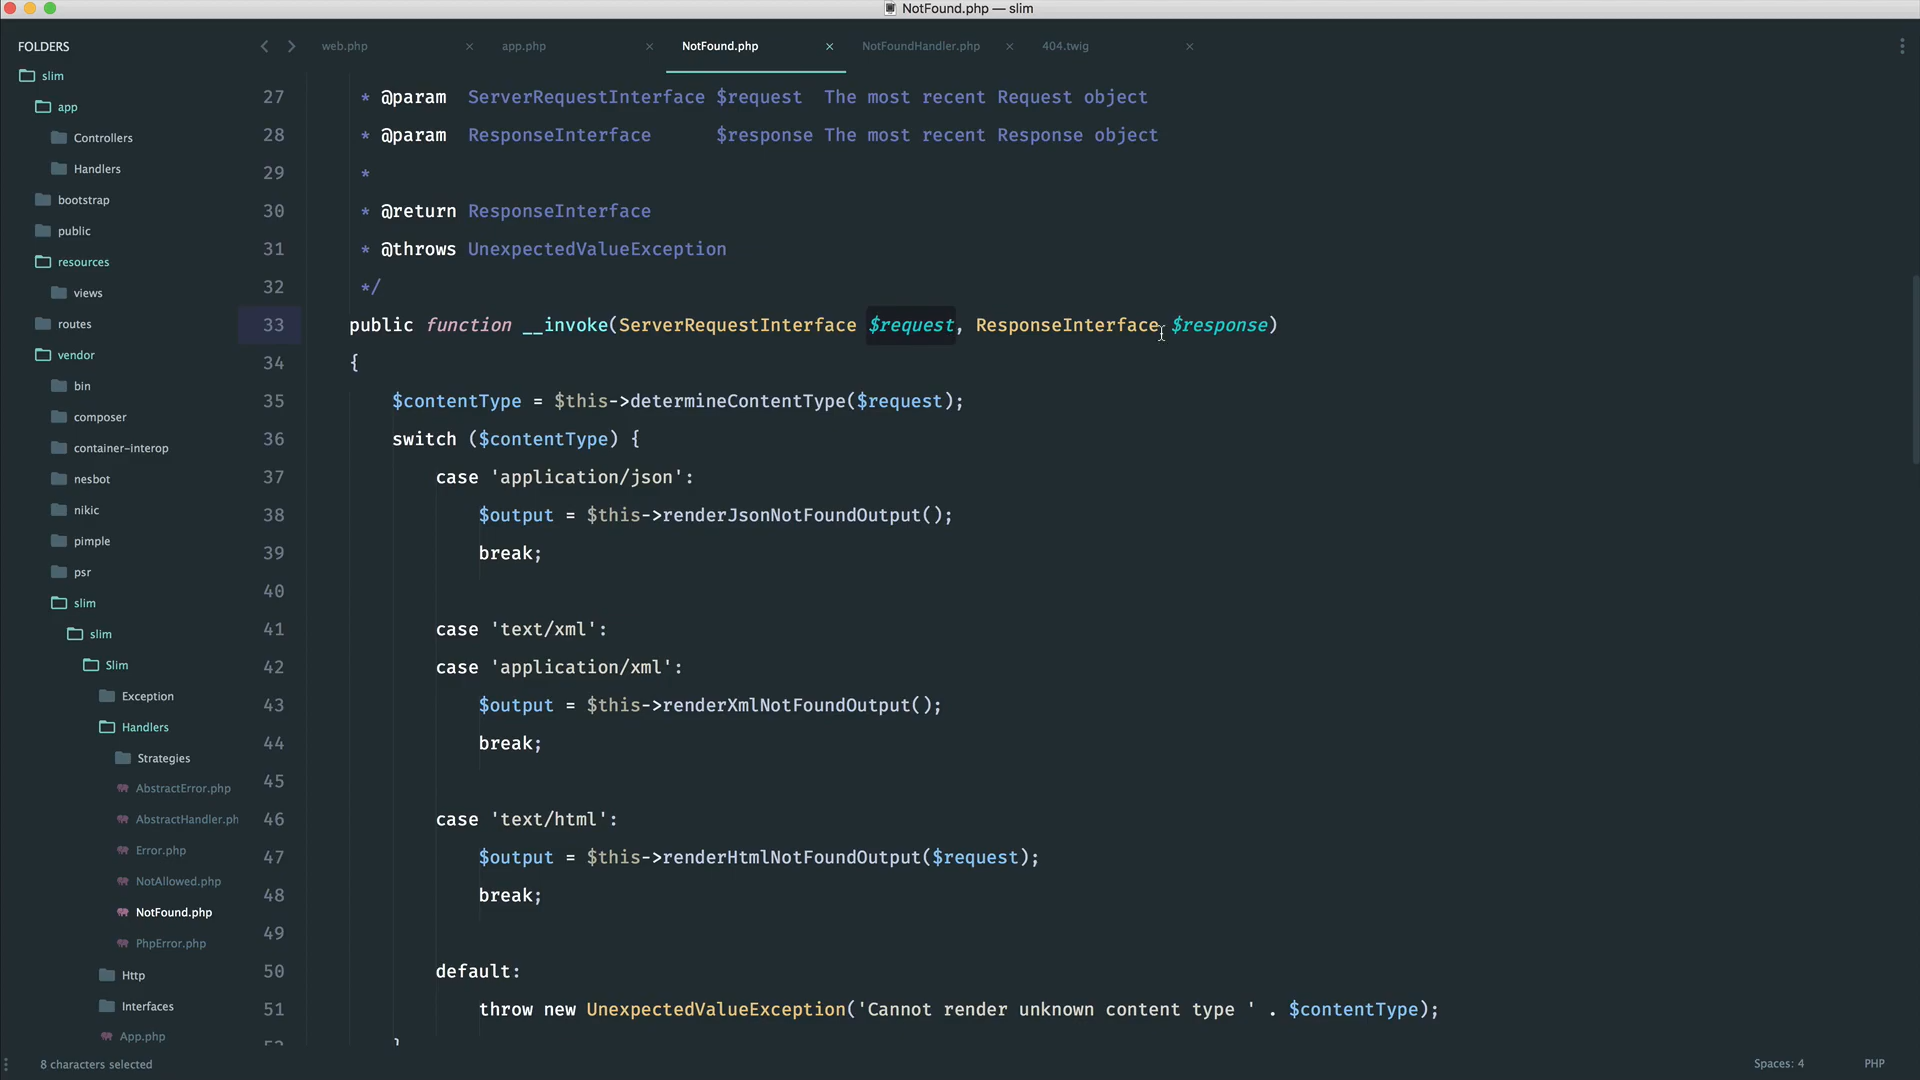 NotFound.php — slim
FOLDERS
slim
app
Controllers
Handlers
bootstrap
public
resources
views
routes
vendor
bin
composer
container-interop
nesbot
nikic
pimple
psr
slim
slim
Slim
Exception
Handlers
Strategies
AbstractError.php
AbstractHandler.ph
Error.php
NotAllowed.php
NotFound.php
PhpError.php
Http
Interfaces
App.php
web.php × app.php × NotFound.php × NotFoundHandler.php × 404.twig ×
27 * @param ServerRequestInterface $request The most recent Request object
28 * @param ResponseInterface $response The most recent Response object
29 *
30 * @return ResponseInterface
31 * @throws UnexpectedValueException
32 */
33 public function __invoke(ServerRequestInterface $request, ResponseInterface $response)
34 {
35 $contentType = $this->determineContentType($request);
36 switch ($contentType) {
37 case 'application/json':
38 $output = $this->renderJsonNotFoundOutput();
39 break;
40
41 case 'text/xml':
42 case 'application/xml':
43 $output = $this->renderXmlNotFoundOutput();
44 break;
45
46 case 'text/html':
47 $output = $this->renderHtmlNotFoundOutput($request);
48 break;
49
50 default:
51 throw new UnexpectedValueException('Cannot render unknown content type ' . $contentType);
8 characters selected
Spaces: 4 PHP